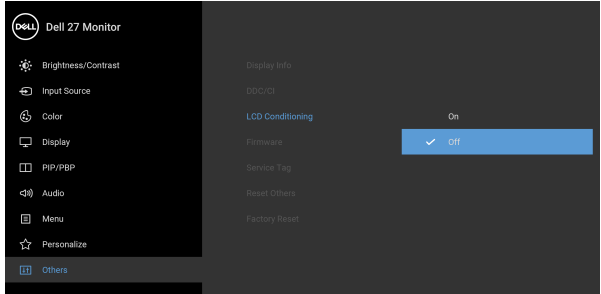 DELL Dell 27 Monitor
Brightness/Contrast
Input Source
Color
Display
PIP/PBP
Audio
Menu
Personalize
Others
Display Info
DDC/CI
LCD Conditioning
Firmware
Service Tag
Reset Others
Factory Reset
On
Off